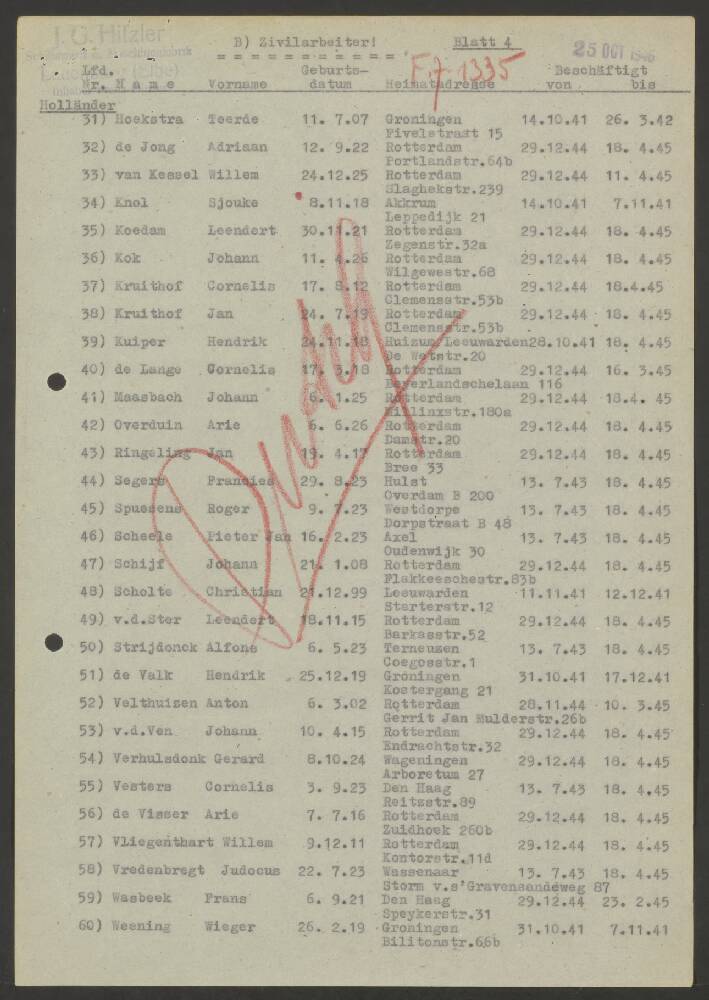 J. G. Hitzler
B) Zivilarbeiter! Blatt 4
25 OCT 1946
F.7-1335
Lfd. Geburts- Beschäftigt
Nr. N a m e Vorname datum Heimatadresse von bis
Holländer
31) Hoekstra Teerde 11. 7.07 Groningen 14.10.41 26. 3.42
Fivelstraat 15
32) de Jong Adriaan 12. 9.22 Rotterdam 29.12.44 18. 4.45
Portlandstr.64b
33) van Kessel Willem 24.12.25 Rotterdam 29.12.44 11. 4.45
Slaghekstr.239
34) Knol Sjouke 8.11.18 Akkrum 14.10.41 7.11.41
Leppedijk 21
35) Koedam Leendert 30.11.21 Rotterdam 29.12.44 18. 4.45
Zegenstr.32a
36) Kok Johann 11. 4.26 Rotterdam 29.12.44 18. 4.45
Wilgewestr.68
37) Kruithof Cornelis 17. 8.12 Rotterdam 29.12.44 18.4.45
Clemensstr.53b
38) Kruithof Jan 24. 7.19 Rotterdam 29.12.44 18. 4.45
Clemensstr.53b
39) Kuiper Hendrik 24.11.18 Huizum/Leeuwarden28.10.41 18. 4.45
De Wetstr.20
40) de Lange Cornelis 17. 3.18 Rotterdam 29.12.44 16. 3.45
Beyerlandschelaan 116
41) Maasbach Johann 6. 1.25 Rotterdam 29.12.44 18.4. 45
Millinxstr.180a
42) Overduin Arie 6. 6.26 Rotterdam 29.12.44 18. 4.45
Damstr.20
43) Ringeling Jan 19. 4.17 Rotterdam 29.12.44 18. 4.45
Bree 33
44) Segers Francies 29. 8.23 Hulst 13. 7.43 18. 4.45
Overdam B 200
45) Spuesens Roger 9. 7.23 Westdorpe 13. 7.43 18. 4.45
Dorpstraat B 48
46) Scheele Pieter Jan 16. 2.23 Axel 13. 7.43 18. 4.45
Oudenwijk 30
47) Schijf Johann 21. 1.08 Rotterdam 29.12.44 18. 4.45
Flakkeeschestr.83b
48) Scholte Christian 21.12.99 Leeuwarden 11.11.41 12.12.41
Starterstr.12
49) v.d.Ster Leendert 18.11.15 Rotterdam 29.12.44 18. 4.45
Barkasstr.52
50) Strijdonck Alfons 6. 5.23 Terneuzen 13. 7.43 18. 4.45
Coegosstr.1
51) de Valk Hendrik 25.12.19 Groningen 31.10.41 17.12.41
Kostergang 21
52) Velthuizen Anton 6. 3.02 Rotterdam 28.11.44 10. 3.45
Gerrit Jan Mulderstr.26b
53) v.d.Ven Johann 10. 4.15 Rotterdam 29.12.44 18. 4.45
Endrachtstr.32
54) Verhulsdonk Gerard 8.10.24 Wageningen 29.12.44 18. 4.45
Arboretum 27
55) Vesters Cornelis 3. 9.23 Den Haag 13. 7.43 18. 4.45
Reitzstr.89
56) de Visser Arie 7. 7.16 Rotterdam 29.12.44 18. 4.45
Zuidhoek 260b
57) Vliegenthart Willem 9.12.11 Rotterdam 29.12.44 18. 4.45
Kontorstr.11d
58) Vredenbregt Judocus 22. 7.23 Wassenaar 13. 7.43 18. 4.45
Storm v.s'Gravensandeweg 87
59) Wasbeek Frans 6. 9.21 Den Haag 29.12.44 23. 2.45
Speykerstr.31
60) Weening Wieger 26. 2.19 Groningen 31.10.41 7.11.41
Bilitonstr.66b
Dutch